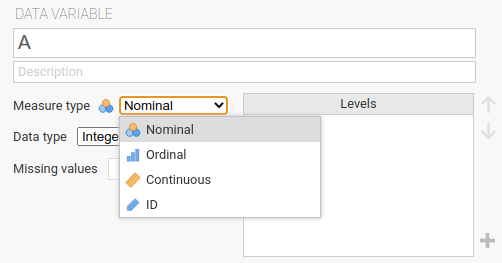 DATA VARIABLE
A
Description
Measure type Nominal Levels
Nominal
Data type Intege
Ordinal
Missing values
Continuous
ID